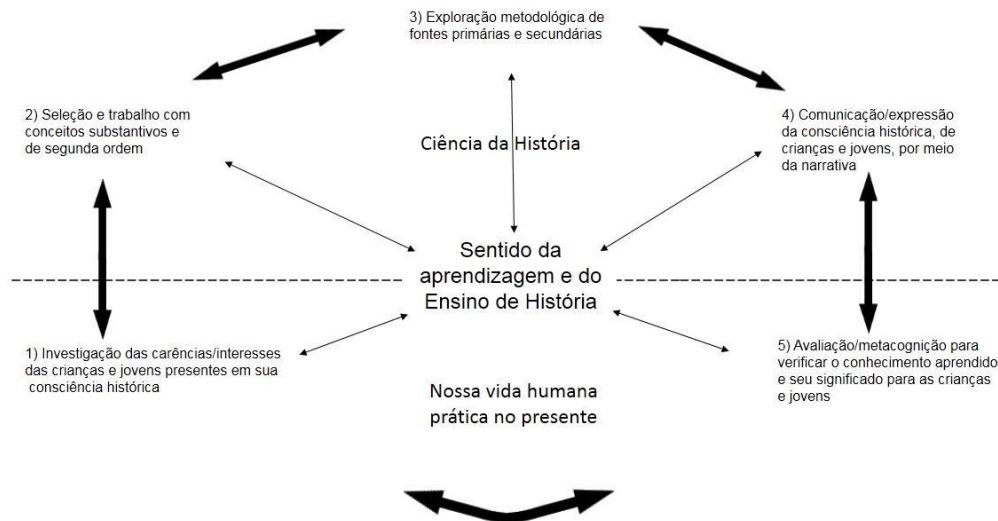 3) Exploração metodológica de
fontes primárias e secundárias
2) Seleção e trabalho com
conceitos substantivos e
de segunda ordem
4) Comunicação/expressão
da consciência histórica, de
crianças e jovens, por meio
da narrativa
Ciência da História
Sentido da
aprendizagem e do
Ensino de História
1) Investigação das carências/interesses
das crianças e jovens presentes em sua
consciência histórica
5) Avaliação/metacognição para
verificar o conhecimento aprendido
e seu significado para as crianças
e jovens
Nossa vida humana
prática no presente